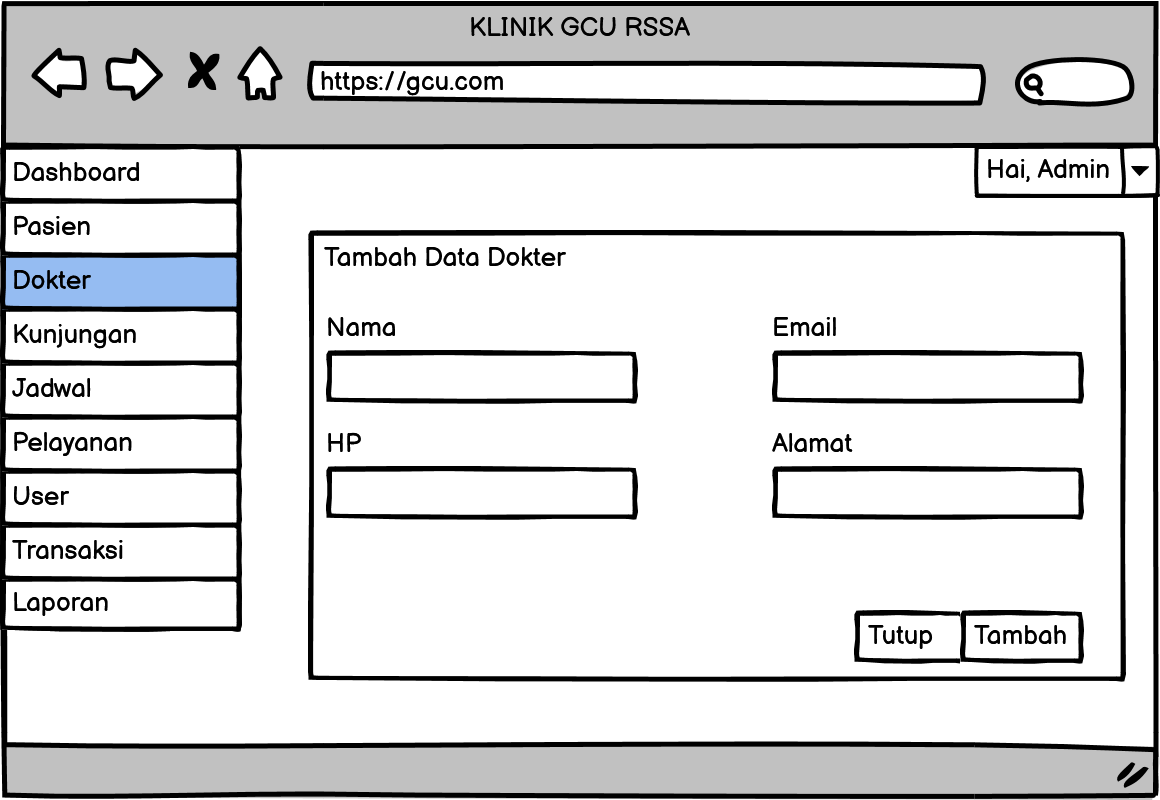 KLINIK GCU RSSA
https://gcu.com
Hai, Admin
Dashboard
Pasien
Dokter
Kunjungan
Jadwal
Pelayanan
User
Transaksi
Laporan
Tambah Data Dokter
Nama
Email
HP
Alamat
Tutup
Tambah